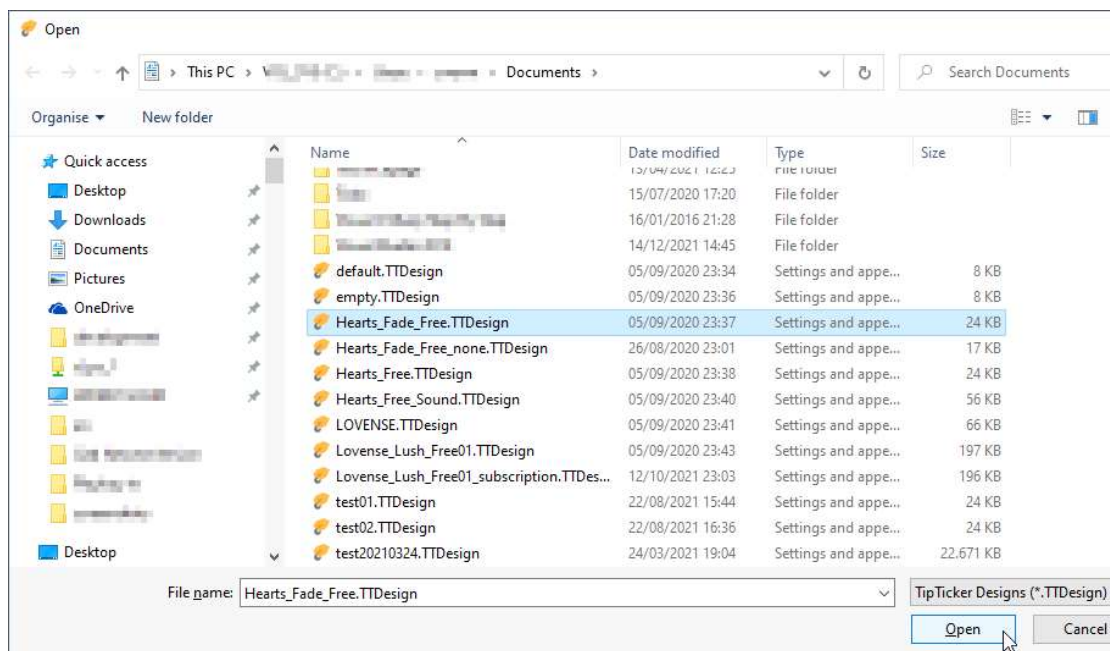 Open
This PC > Documents >
Search Documents
Organise
New folder
Name Date modified Type Size
Quick access
Desktop
Downloads
Documents
Pictures
OneDrive
Desktop
13/04/2021 12:25 File folder
15/07/2020 17:20 File folder
16/01/2016 21:28 File folder
14/12/2021 14:45 File folder
default.TTDesign 05/09/2020 23:34 Settings and appe... 8 KB
empty.TTDesign 05/09/2020 23:36 Settings and appe... 8 KB
Hearts_Fade_Free.TTDesign 05/09/2020 23:37 Settings and appe... 24 KB
Hearts_Fade_Free_none.TTDesign 26/08/2020 23:01 Settings and appe... 17 KB
Hearts_Free.TTDesign 05/09/2020 23:38 Settings and appe... 24 KB
Hearts_Free_Sound.TTDesign 05/09/2020 23:40 Settings and appe... 56 KB
LOVENSE.TTDesign 05/09/2020 23:41 Settings and appe... 66 KB
Lovense_Lush_Free01.TTDesign 05/09/2020 23:43 Settings and appe... 197 KB
Lovense_Lush_Free01_subscription.TTDes... 12/10/2021 23:03 Settings and appe... 196 KB
test01.TTDesign 22/08/2021 15:44 Settings and appe... 24 KB
test02.TTDesign 22/08/2021 16:36 Settings and appe... 24 KB
test20210324.TTDesign 24/03/2021 19:04 Settings and appe... 22.671 KB
File name: Hearts_Fade_Free.TTDesign
TipTicker Designs (*.TTDesign)
Open Cancel